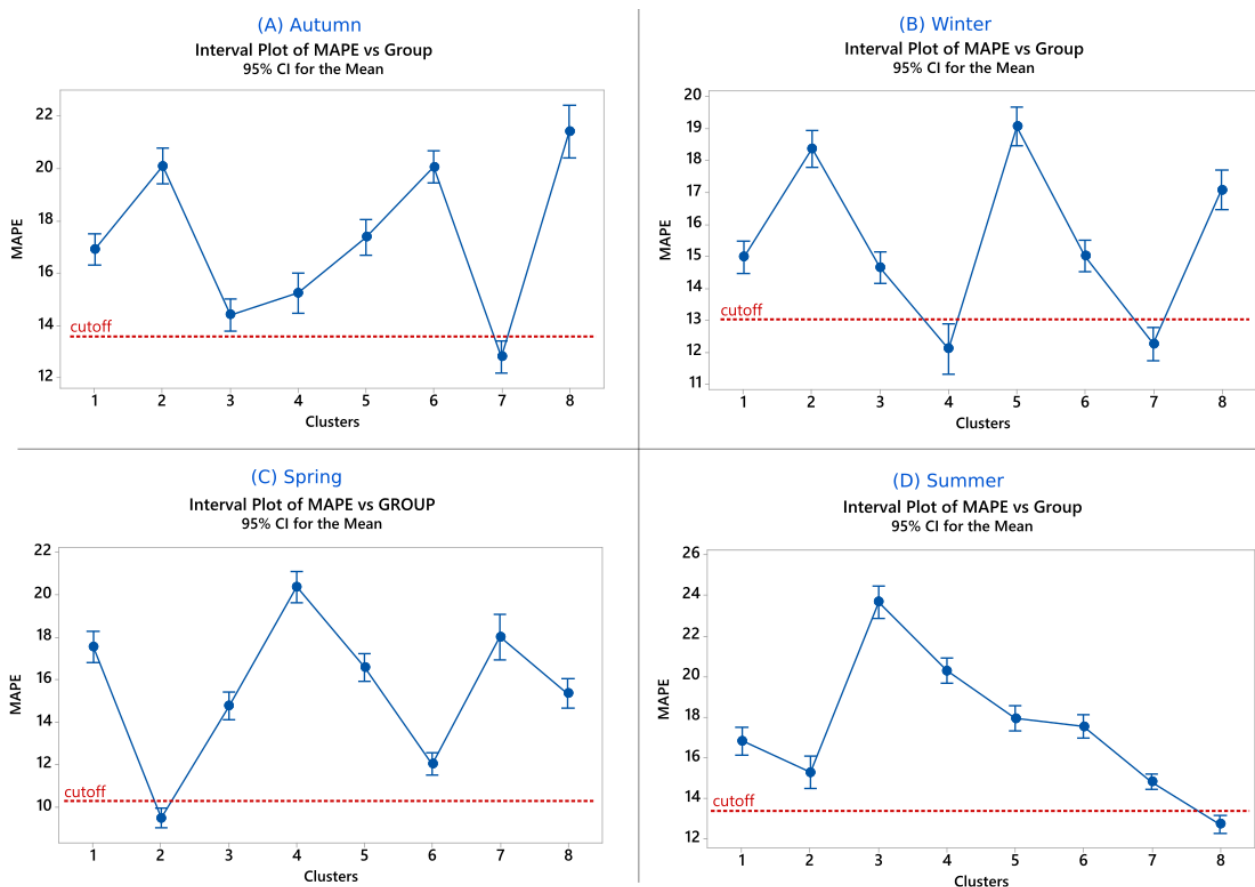 (A) Autumn
Interval Plot of MAPE vs Group
95% CI for the Mean
22
20
18
16
14
12
MAPE
cutoff
1 2 3 4 5 6 7 8
Clusters
(B) Winter
Interval Plot of MAPE vs Group
95% CI for the Mean
20
19
18
17
16
15
14
13
12
11
MAPE
cutoff
1 2 3 4 5 6 7 8
Clusters
(C) Spring
Interval Plot of MAPE vs GROUP
95% CI for the Mean
22
20
18
16
14
12
10
MAPE
cutoff
1 2 3 4 5 6 7 8
Clusters
(D) Summer
Interval Plot of MAPE vs Group
95% CI for the Mean
26
24
22
20
18
16
14
12
MAPE
cutoff
1 2 3 4 5 6 7 8
Clusters